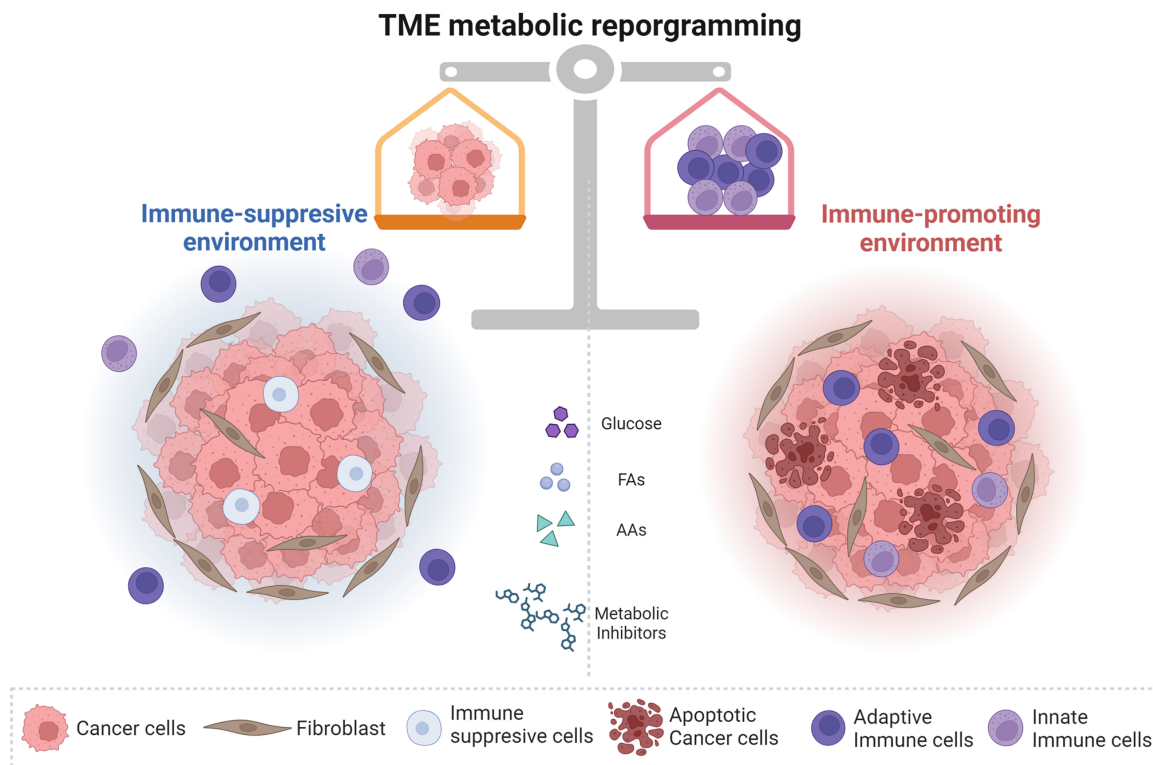 TME metabolic reporgramming
Immune-suppresive
environment
Immune-promoting
environment
Glucose
FAs
AAs
Metabolic
Inhibitors
Cancer cells
Fibroblast
Immune
suppresive cells
Apoptotic
Cancer cells
Adaptive
Immune cells
Innate
Immune cells